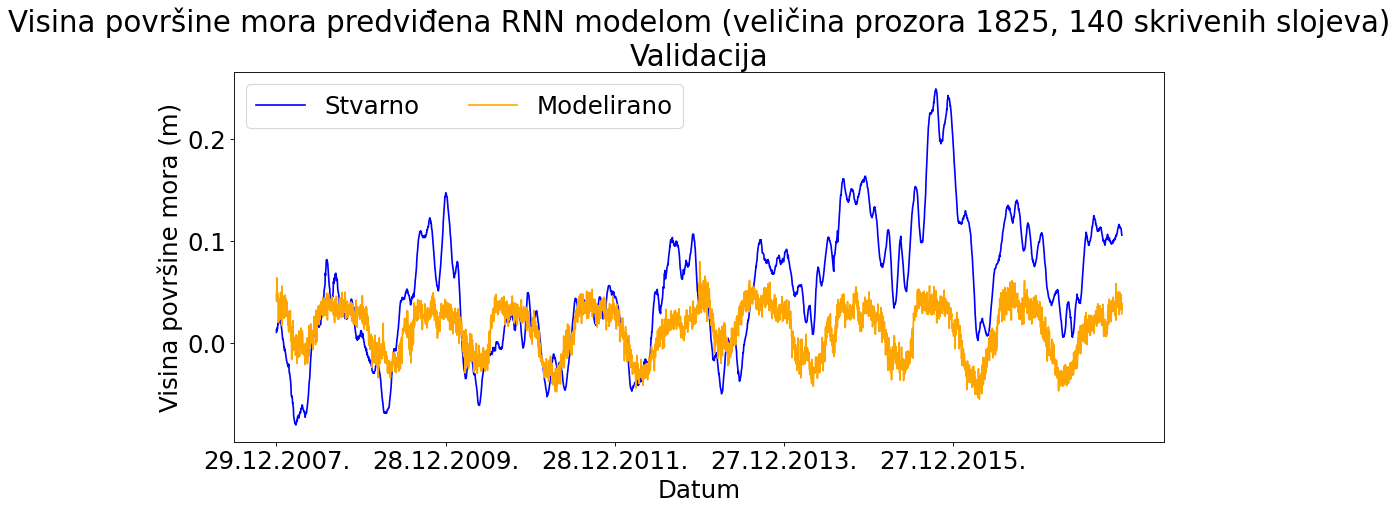 Visina površine mora predviđena RNN modelom (veličina prozora 1825, 140 skrivenih slojeva)
Validacija
Stvarno
Modelirano
Visina površine mora (m)
0.2
0.1
0.0
29.12.2007.
28.12.2009.
28.12.2011.
27.12.2013.
27.12.2015.
Datum